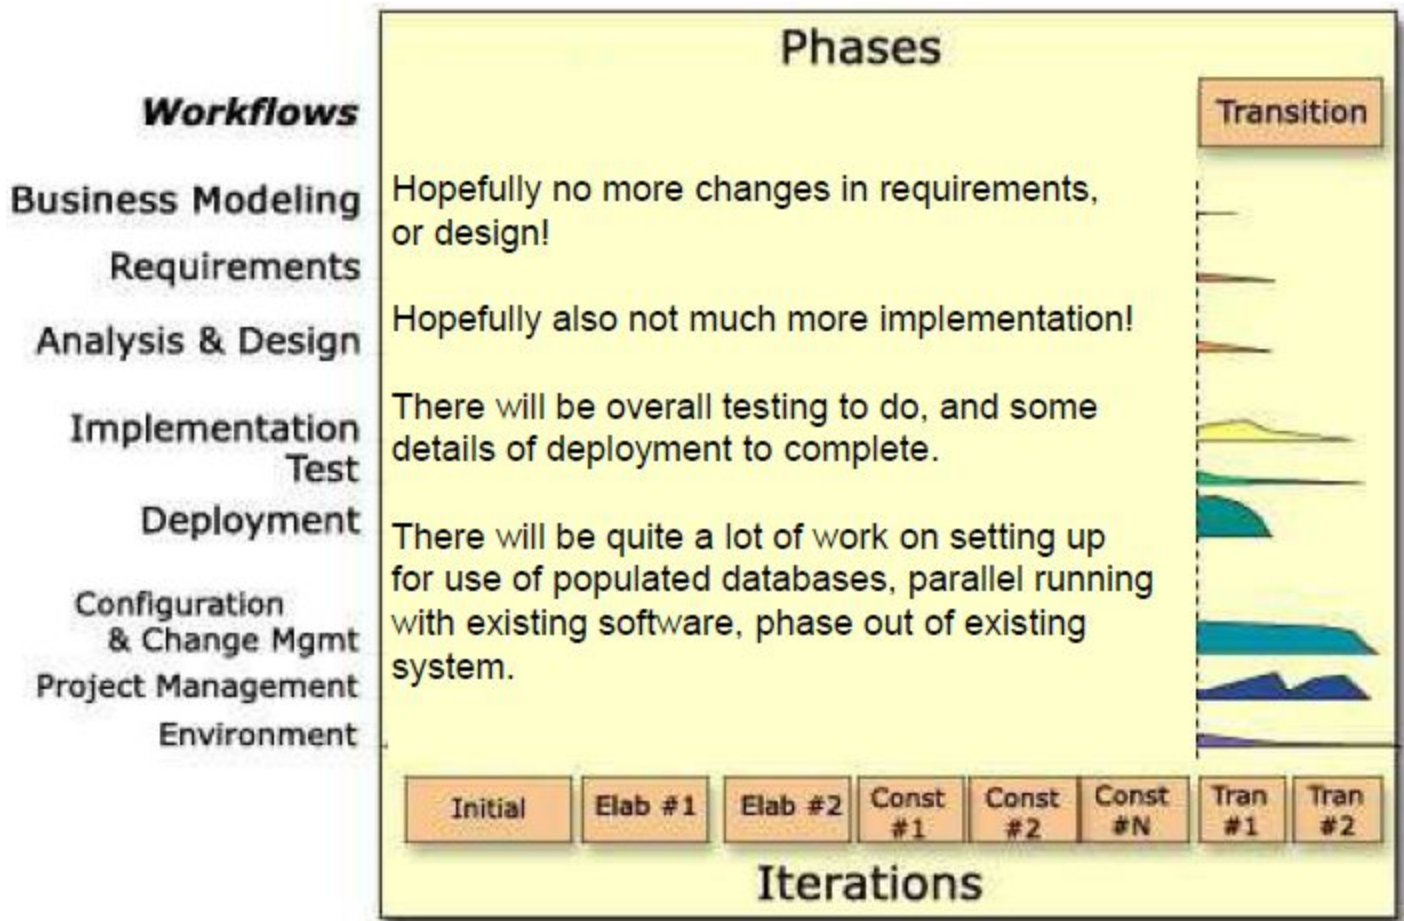 Phases
Workflows
Transition
Business Modeling
Requirements
Analysis & Design
Implementation
Test
Deployment
Configuration
& Change Mgmt
Project Management
Environment
Hopefully no more changes in requirements,
or design!
Hopefully also not much more implementation!
There will be overall testing to do, and some
details of deployment to complete.
There will be quite a lot of work on setting up
for use of populated databases, parallel running
with existing software, phase out of existing
system.
Initial
Elab #1
Elab #2
Const
#1
Const
#2
Const
#N
Tran
#1
Tran
#2
Iterations